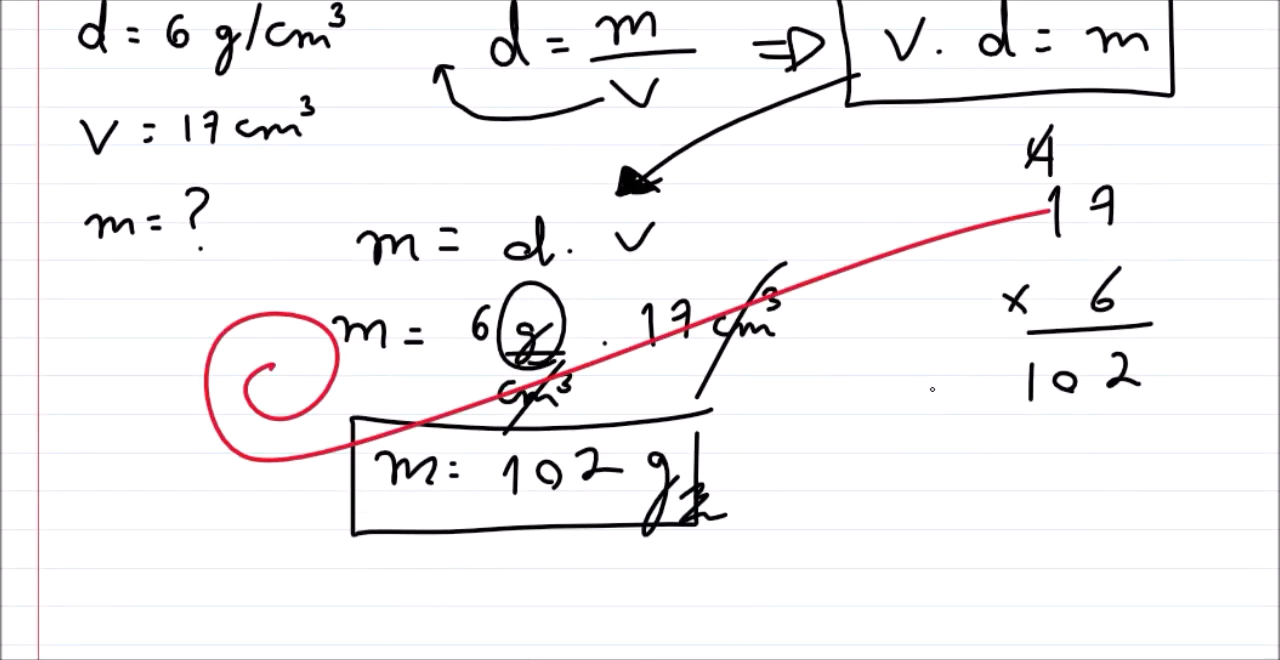 d = 6 g/cm³
d = m/V ⇒ V. d = m
V = 17 cm³
m = ?
m = d. V
m = 6 g/cm³ . 17 cm³
m = 102 g
4
17
x 6
102